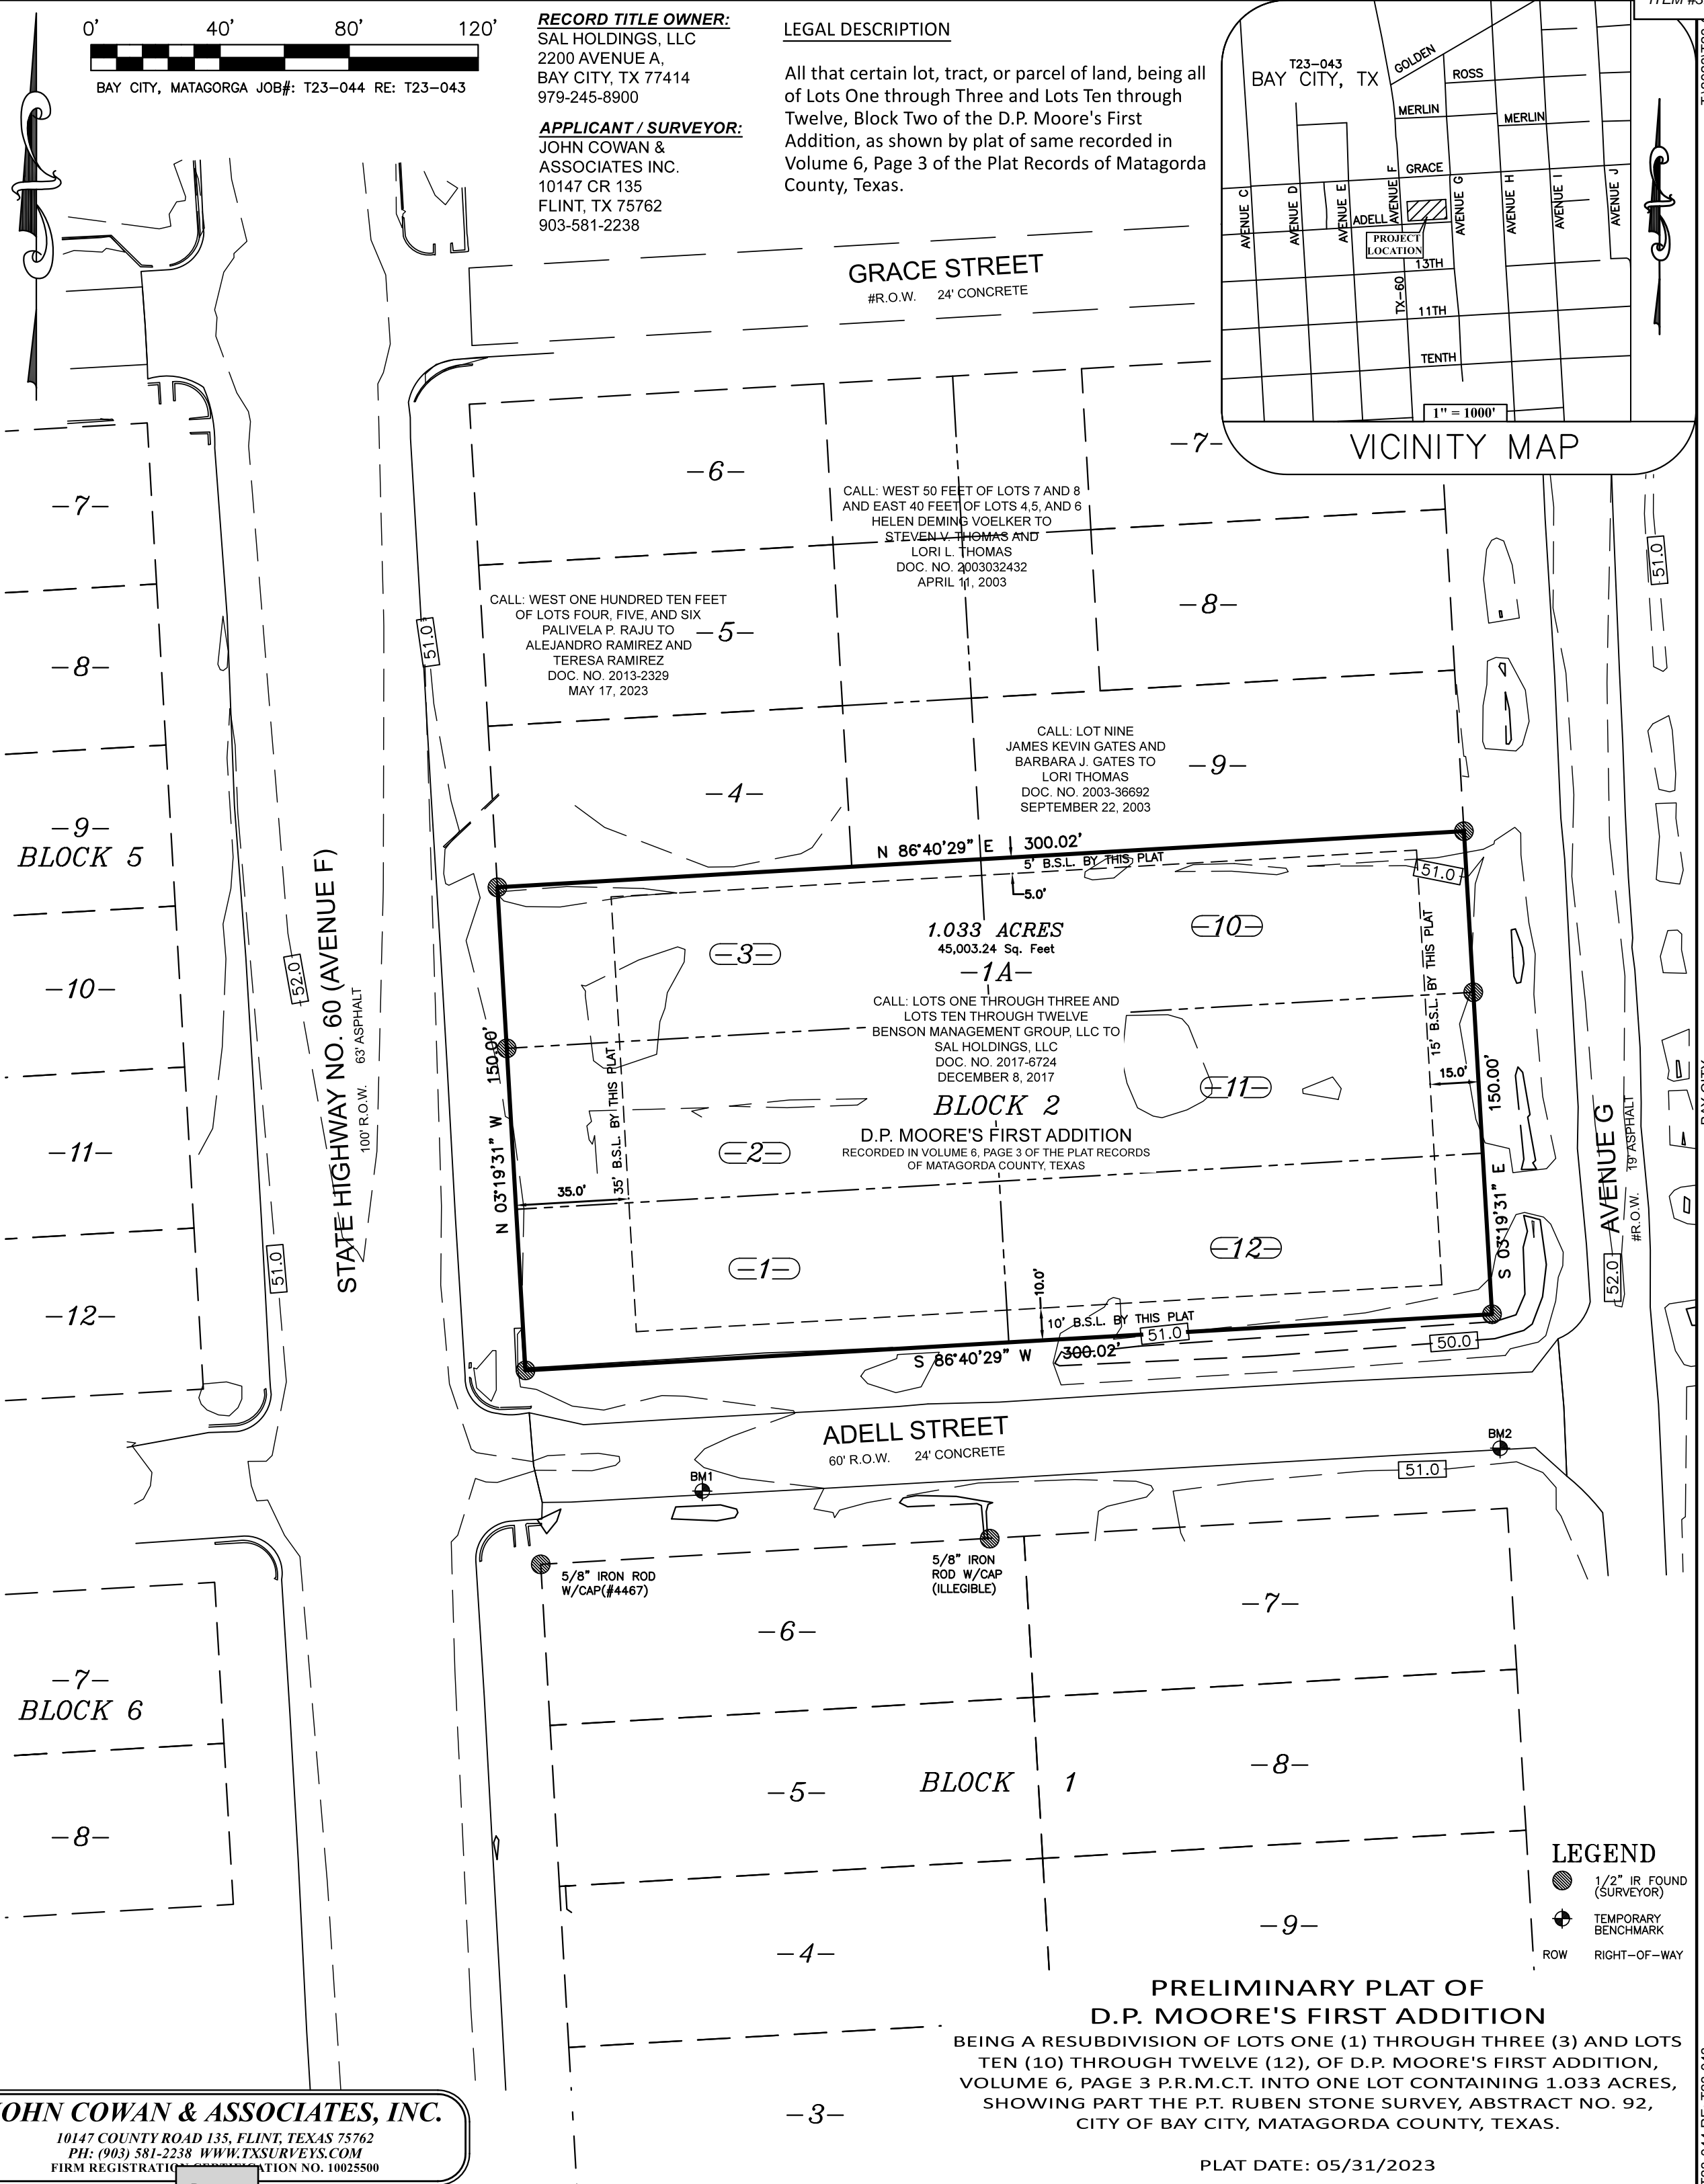 0' 40' 80' 120'
BAY CITY, MATAGORGA JOB#: T23-044 RE: T23-043
RECORD TITLE OWNER:
SAL HOLDINGS, LLC
2200 AVENUE A,
BAY CITY, TX 77414
979-245-8900
APPLICANT / SURVEYOR:
JOHN COWAN &
ASSOCIATES INC.
10147 CR 135
FLINT, TX 75762
903-581-2238
LEGAL DESCRIPTION
All that certain lot, tract, or parcel of land, being all
of Lots One through Three and Lots Ten through
Twelve, Block Two of the D.P. Moore's First
Addition, as shown by plat of same recorded in
Volume 6, Page 3 of the Plat Records of Matagorda
County, Texas.
T23-043
BAY CITY, TX
GOLDEN
ROSS
MERLIN
MERLIN
GRACE
AVENUE C
AVENUE D
AVENUE E
AVENUE F
AVENUE G
AVENUE H
AVENUE I
AVENUE J
ADELL
PROJECT
LOCATION
13TH
TX-60
11TH
TENTH
1" = 1000'
VICINITY MAP
GRACE STREET
#R.O.W. 24' CONCRETE
-6-
-7-
CALL: WEST 50 FEET OF LOTS 7 AND 8
AND EAST 40 FEET OF LOTS 4,5, AND 6
HELEN DEMING VOELKER TO
STEVEN V. THOMAS AND
LORI L. THOMAS
DOC. NO. 2003032432
APRIL 11, 2003
-7-
51.0
CALL: WEST ONE HUNDRED TEN FEET
OF LOTS FOUR, FIVE, AND SIX
PALIVELA P. RAJU TO
ALEJANDRO RAMIREZ AND
TERESA RAMIREZ
DOC. NO. 2013-2329
MAY 17, 2023
-5-
-8-
51.0
-8-
CALL: LOT NINE
JAMES KEVIN GATES AND
BARBARA J. GATES TO
LORI THOMAS
DOC. NO. 2003-36692
SEPTEMBER 22, 2003
-9-
-4-
-9-
BLOCK 5
N 86°40'29" E 300.02'
5' B.S.L. BY THIS PLAT
5.0'
51.0
1.033 ACRES
45,003.24 Sq. Feet
-1A-
-3-
-10-
CALL: LOTS ONE THROUGH THREE AND
LOTS TEN THROUGH TWELVE
BENSON MANAGEMENT GROUP, LLC TO
SAL HOLDINGS, LLC
DOC. NO. 2017-6724
DECEMBER 8, 2017
BLOCK 2
D.P. MOORE'S FIRST ADDITION
RECORDED IN VOLUME 6, PAGE 3 OF THE PLAT RECORDS
OF MATAGORDA COUNTY, TEXAS
-10-
52.0
STATE HIGHWAY NO. 60 (AVENUE F)
100' R.O.W. 63' ASPHALT
N 03°19'31" W 150.00'
35' B.S.L. BY THIS PLAT
35.0'
15' B.S.L. BY THIS PLAT
15.0'
S 03°19'31" E 150.00'
AVENUE G
#R.O.W. 19' ASPHALT
-11-
-2-
-11-
51.0
-1-
-12-
52.0
-12-
10.0'
10' B.S.L. BY THIS PLAT
51.0
S 86°40'29" W 300.02'
50.0
ADELL STREET
60' R.O.W. 24' CONCRETE
BM1
BM2
51.0
5/8" IRON ROD
W/CAP(#4467)
5/8" IRON
ROD W/CAP
(ILLEGIBLE)
-6-
-7-
-7-
BLOCK 6
-5-
BLOCK 1
-8-
-8-
-4-
-9-
-3-
LEGEND
1/2" IR FOUND
(SURVEYOR)
TEMPORARY
BENCHMARK
ROW RIGHT-OF-WAY
PRELIMINARY PLAT OF
D.P. MOORE'S FIRST ADDITION
BEING A RESUBDIVISION OF LOTS ONE (1) THROUGH THREE (3) AND LOTS
TEN (10) THROUGH TWELVE (12), OF D.P. MOORE'S FIRST ADDITION,
VOLUME 6, PAGE 3 P.R.M.C.T. INTO ONE LOT CONTAINING 1.033 ACRES,
SHOWING PART THE P.T. RUBEN STONE SURVEY, ABSTRACT NO. 92,
CITY OF BAY CITY, MATAGORDA COUNTY, TEXAS.
PLAT DATE: 05/31/2023
OHN COWAN & ASSOCIATES, INC.
10147 COUNTY ROAD 135, FLINT, TEXAS 75762
PH: (903) 581-2238 WWW.TXSURVEYS.COM
FIRM REGISTRATION CERTIFICATION NO. 10025500